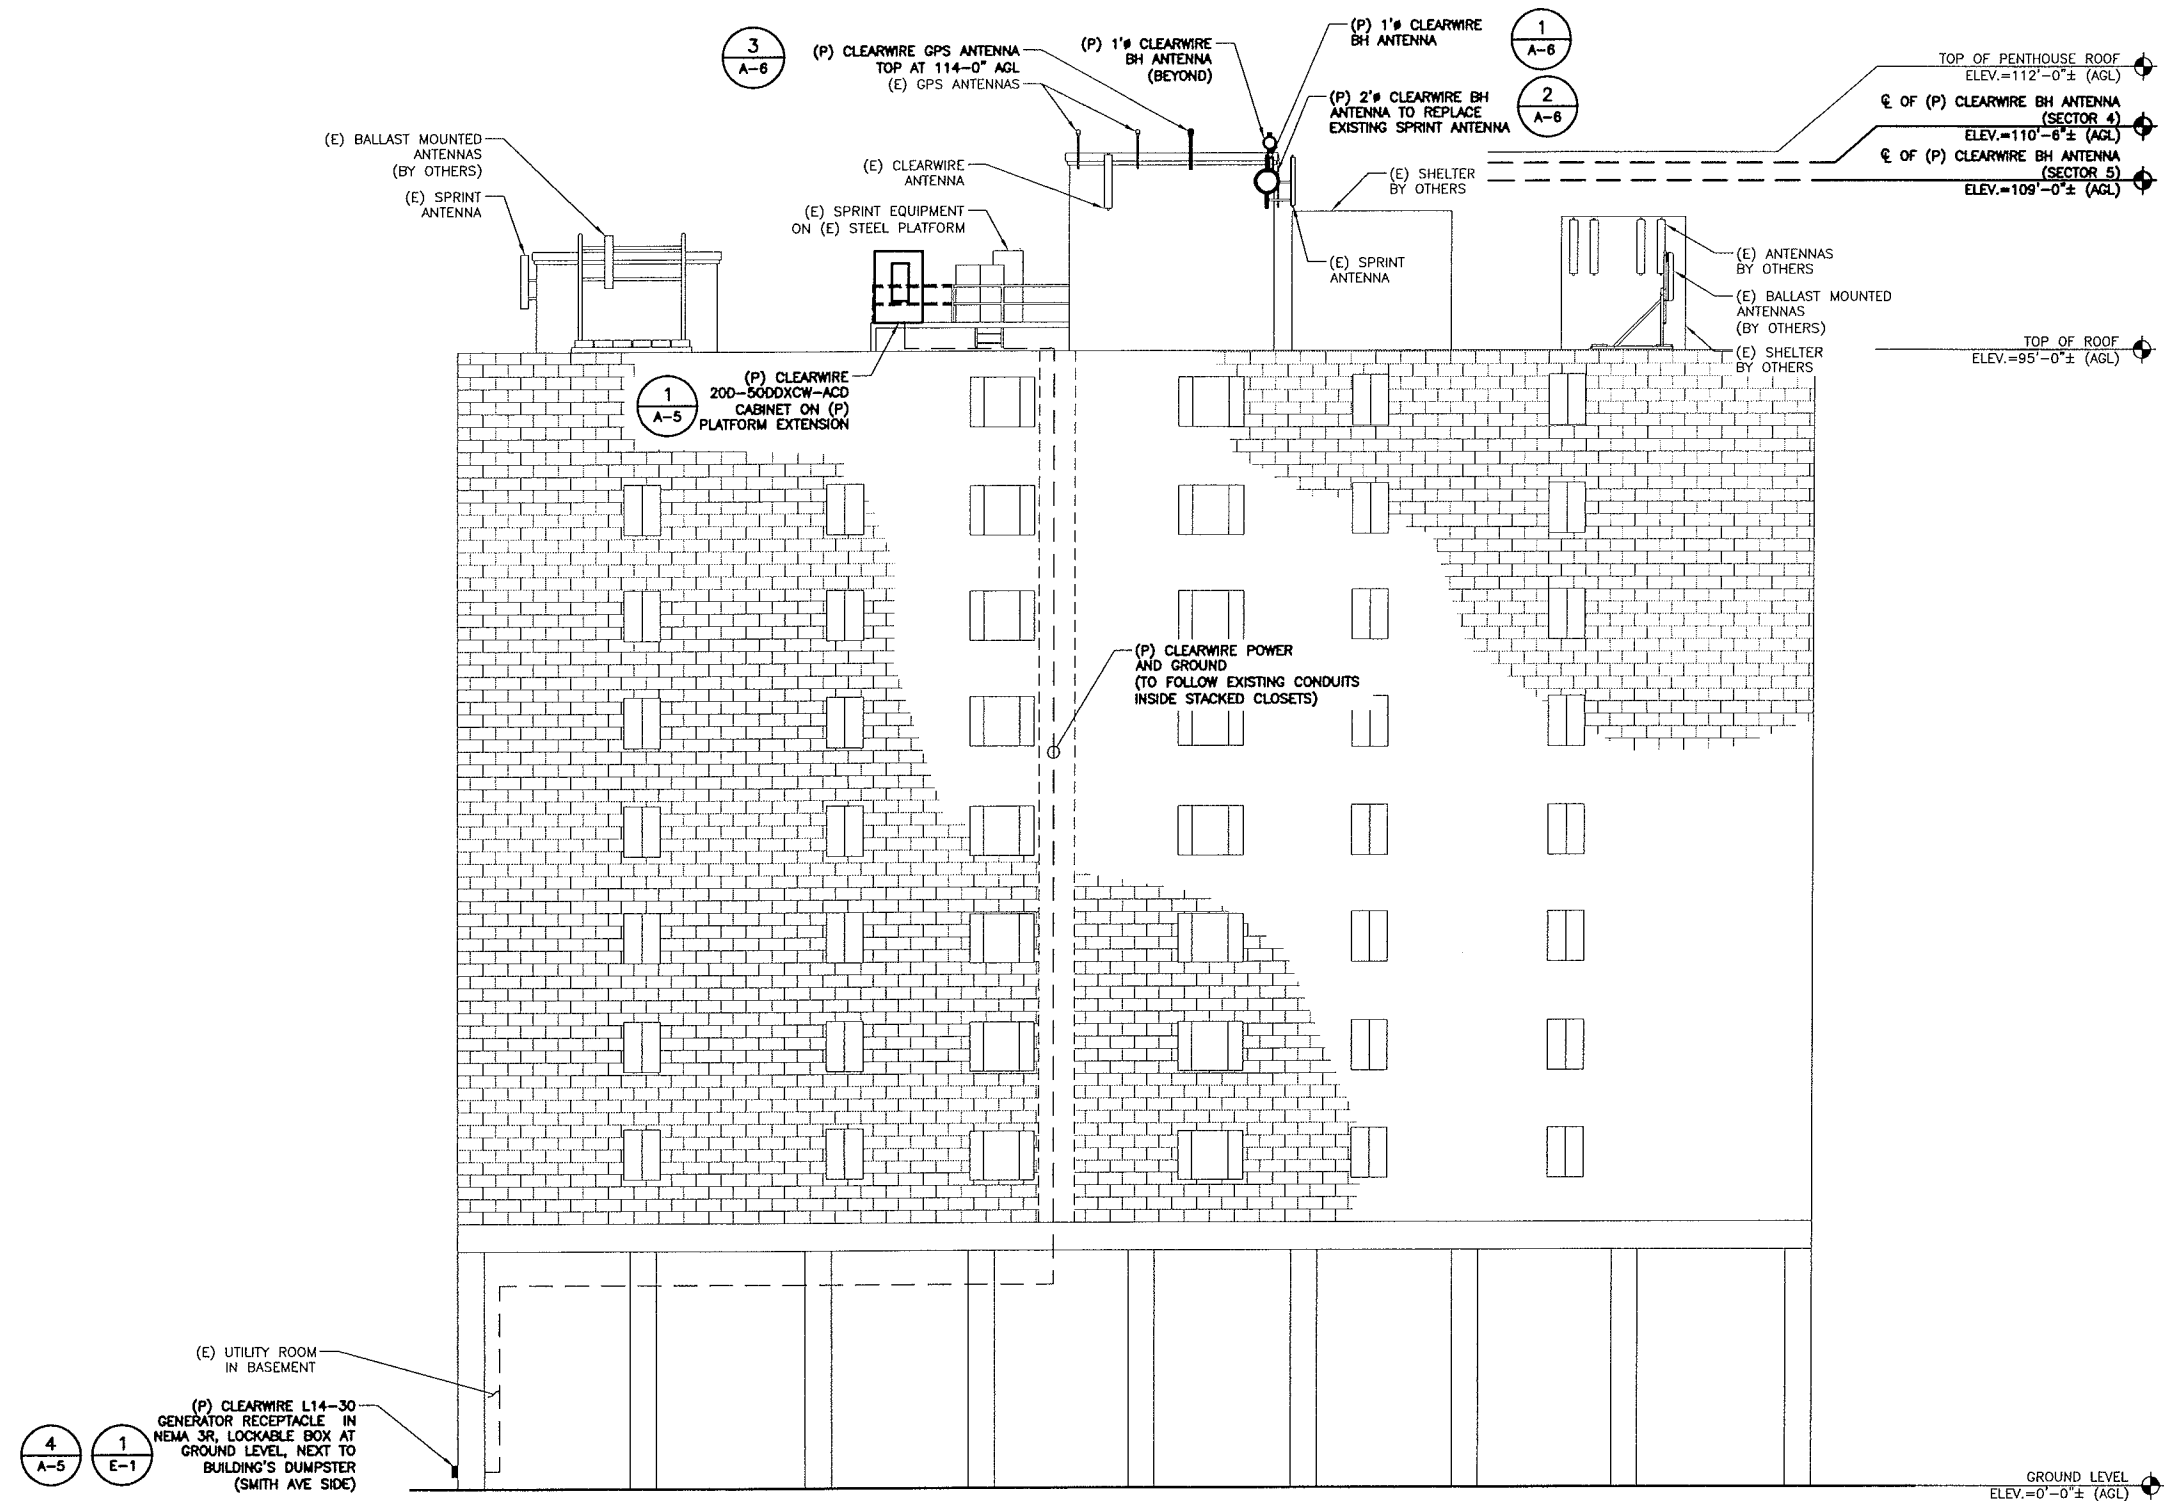 3
A-6
(P) CLEARWIRE GPS ANTENNA
TOP AT 114-0" AGL
(E) GPS ANTENNAS
(P) 1'ø CLEARWIRE
BH ANTENNA
(BEYOND)
(P) 1'ø CLEARWIRE
BH ANTENNA
1
A-6
(P) 2'ø CLEARWIRE BH
ANTENNA TO REPLACE
EXISTING SPRINT ANTENNA
2
A-6
TOP OF PENTHOUSE ROOF
ELEV.=112'-0"± (AGL)
℄ OF (P) CLEARWIRE BH ANTENNA
(SECTOR 4)
ELEV.=110'-6"± (AGL)
℄ OF (P) CLEARWIRE BH ANTENNA
(SECTOR 5)
ELEV.=109'-0"± (AGL)
(E) BALLAST MOUNTED
ANTENNAS
(BY OTHERS)
(E) SPRINT
ANTENNA
(E) CLEARWIRE
ANTENNA
(E) SPRINT EQUIPMENT
ON (E) STEEL PLATFORM
(E) SHELTER
BY OTHERS
(E) SPRINT
ANTENNA
(E) ANTENNAS
BY OTHERS
(E) BALLAST MOUNTED
ANTENNAS
(BY OTHERS)
(E) SHELTER
BY OTHERS
TOP OF ROOF
ELEV.=95'-0"± (AGL)
1
A-5
(P) CLEARWIRE
20D-50DDXCW-ACD
CABINET ON (P)
PLATFORM EXTENSION
(P) CLEARWIRE POWER
AND GROUND
(TO FOLLOW EXISTING CONDUITS
INSIDE STACKED CLOSETS)
(E) UTILITY ROOM
IN BASEMENT
4
A-5
1
E-1
(P) CLEARWIRE L14-30
GENERATOR RECEPTACLE IN
NEMA 3R, LOCKABLE BOX AT
GROUND LEVEL, NEXT TO
BUILDING'S DUMPSTER
(SMITH AVE SIDE)
GROUND LEVEL
ELEV.=0'-0"± (AGL)